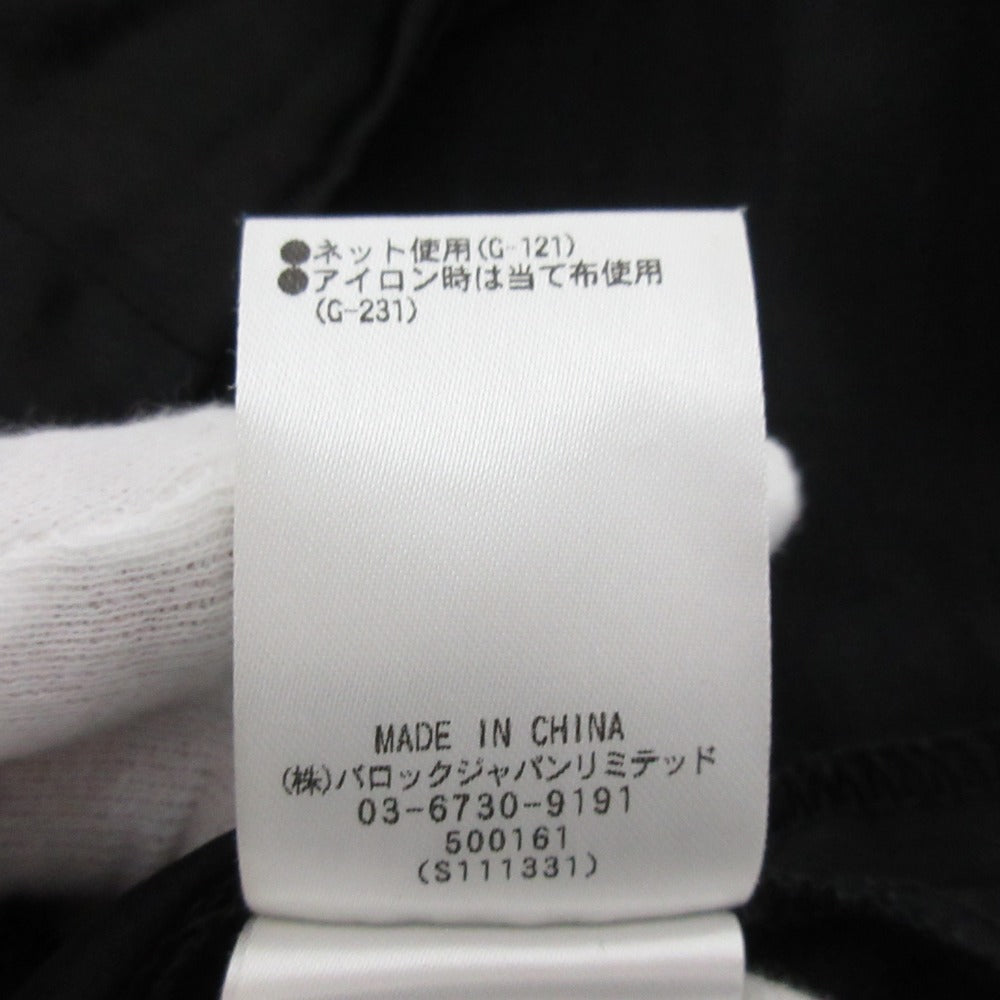 ●ネット使用(G-121)
●アイロン時は当て布使用
(G-231)
MADE IN CHINA
(株)バロックジャパンリミテッド
03-6730-9191
500161
(S111331)